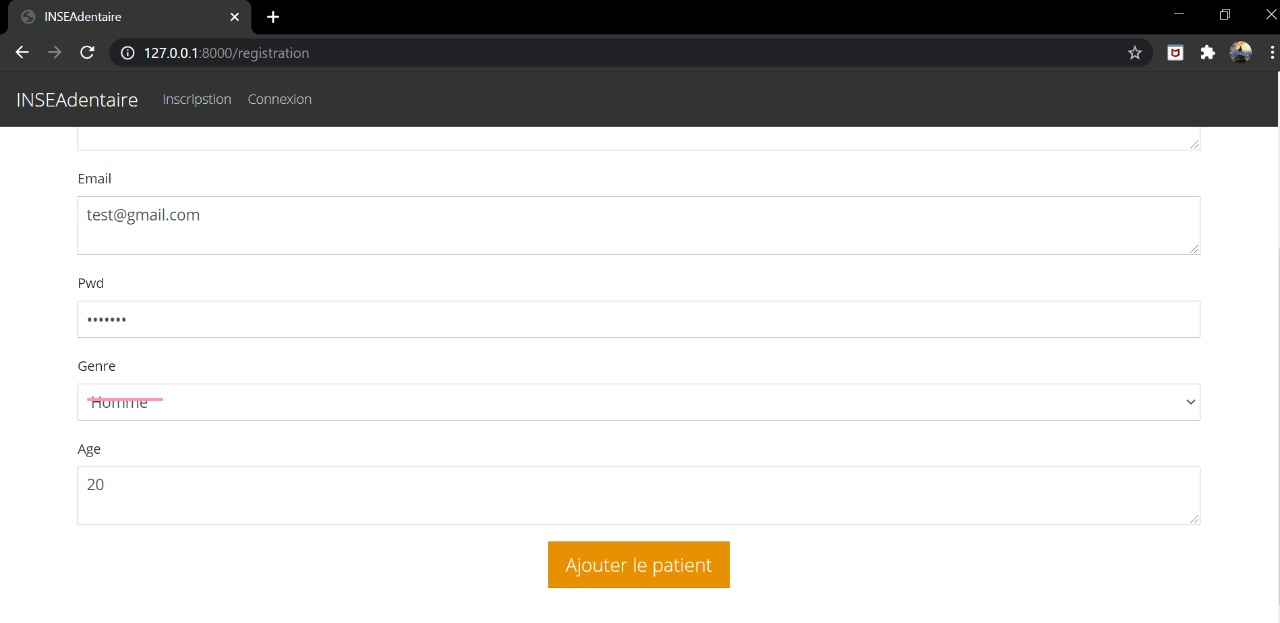 INSEAdentaire
127.0.0.1:8000/registration
INSEAdentaire Inscripstion Connexion
Email
test@gmail.com
Pwd
•••••••
Genre
Homme
Age
20
Ajouter le patient